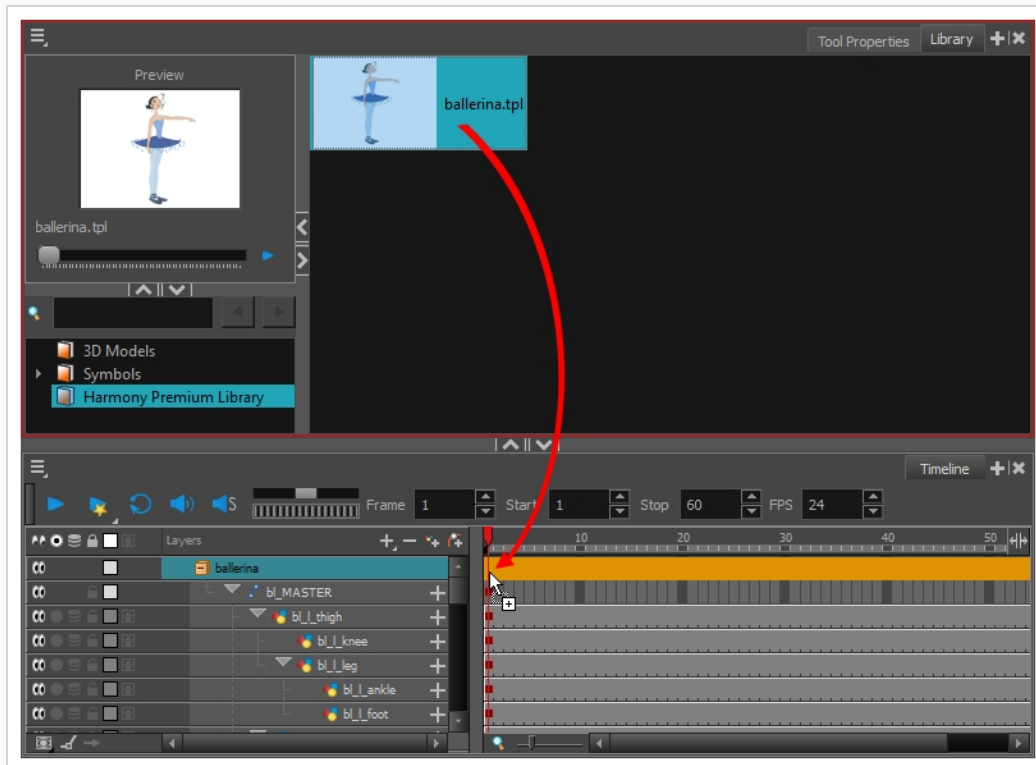 Tool Properties Library
Preview
ballerina.tpl
ballerina.tpl
3D Models
Symbols
Harmony Premium Library
Timeline
S Frame 1 Start 1 Stop 60 FPS 24
Layers 10 20 30 40 50
ballerina
bl_MASTER
bl_l_thigh
bl_l_knee
bl_l_leg
bl_l_ankle
bl_l_foot